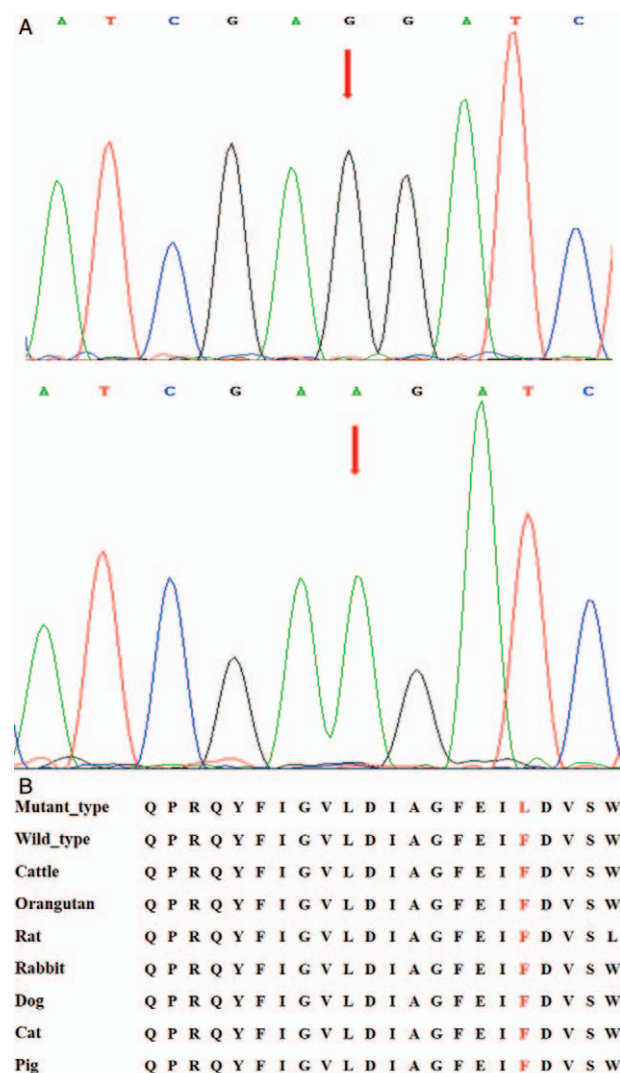 A
A T C G A G G A T C
A T C G A A G A T C
B
Mutant_type Q P R Q Y F I G V L D I A G F E I L D V S W
Wild_type Q P R Q Y F I G V L D I A G F E I F D V S W
Cattle Q P R Q Y F I G V L D I A G F E I F D V S W
Orangutan Q P R Q Y F I G V L D I A G F E I F D V S W
Rat Q P R Q Y F I G V L D I A G F E I F D V S L
Rabbit Q P R Q Y F I G V L D I A G F E I F D V S W
Dog Q P R Q Y F I G V L D I A G F E I F D V S W
Cat Q P R Q Y F I G V L D I A G F E I F D V S W
Pig Q P R Q Y F I G V L D I A G F E I F D V S W